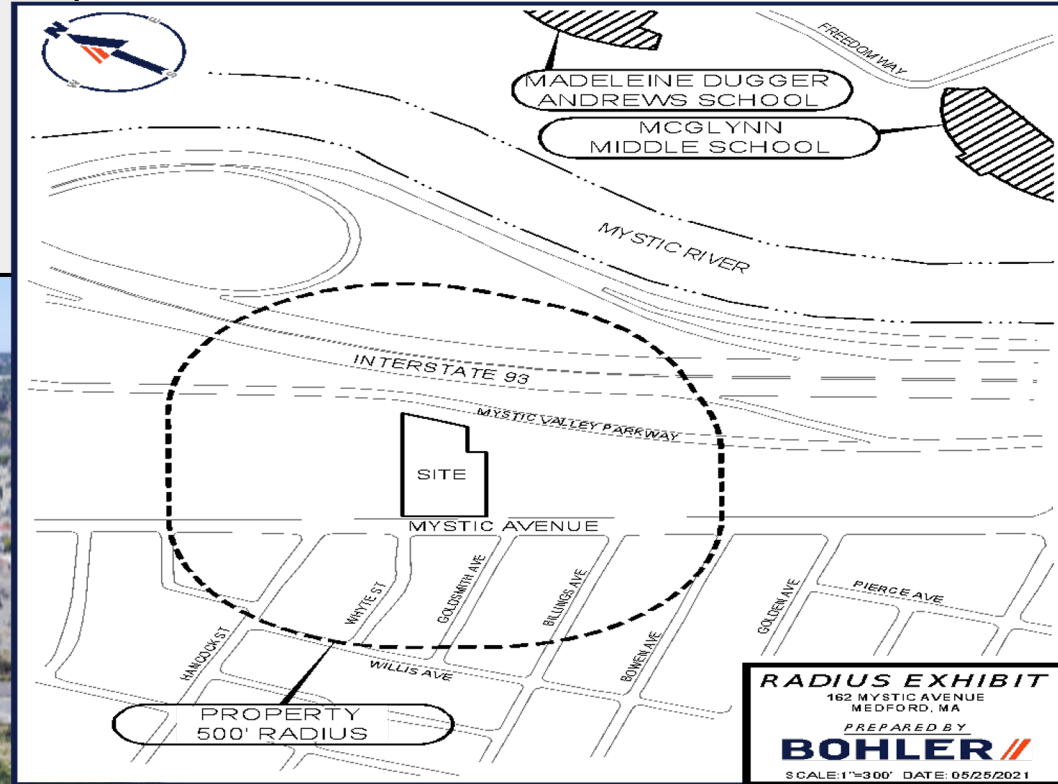 N
E
S
FREEDOM WAY
MADELEINE DUGGER
ANDREWS SCHOOL
MCGLYNN
MIDDLE SCHOOL
MYSTIC RIVER
INTERSTATE 93
MYSTIC VALLEY PARKWAY
SITE
MYSTIC AVENUE
HANCOCK ST
WHYTE ST
GOLDSMITH AVE
BILLINGS AVE
BOWEN AVE
GOLDEN AVE
PIERCE AVE
WILLIS AVE
PROPERTY
500' RADIUS
RADIUS EXHIBIT
162 MYSTIC AVENUE
MEDFORD, MA
PREPARED BY
BOHLER
SCALE:1"=300' DATE: 05/25/2021